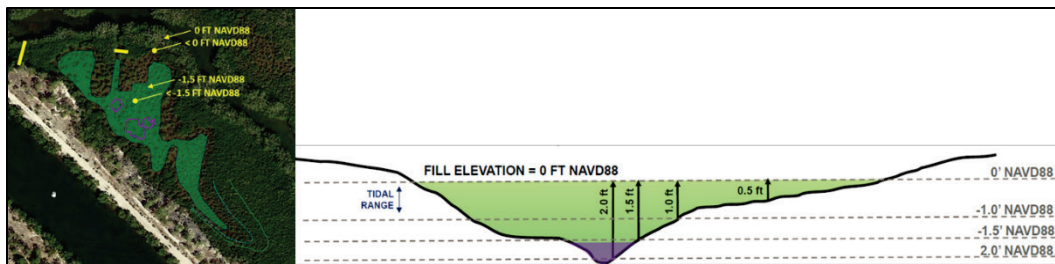 0 FT NAVD88
< 0 FT NAVD88
-1.5 FT NAVD88
< -1.5 FT NAVD88
FILL ELEVATION = 0 FT NAVD88
TIDAL
RANGE
2.0 ft
1.5 ft
1.0 ft
0.5 ft
0' NAVD88
-1.0' NAVD88
-1.5' NAVD88
2.0' NAVD88